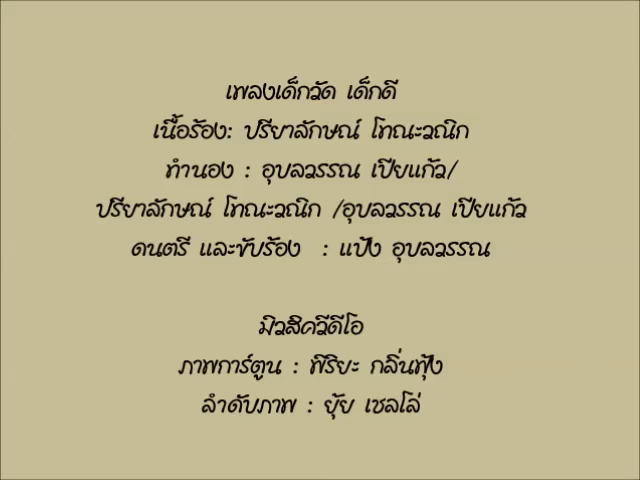 เพลงเด็กวัด เด็กดี
เนื้อร้อง: ปรียาลักษณ์ โทณะวณิก
ทำนอง : อุบลวรรณ เปียแก้ว/
ปรียาลักษณ์ โทณะวณิก /อุบลวรรณ เปียแก้ว
ดนตรี และขับร้อง : แป้ง อุบลวรรณ
มิวสิควีดีโอ
ภาพการ์ตูน : พิริยะ กลิ่นฟุ้ง
ลำดับภาพ : ยุ้ย เชลโล่